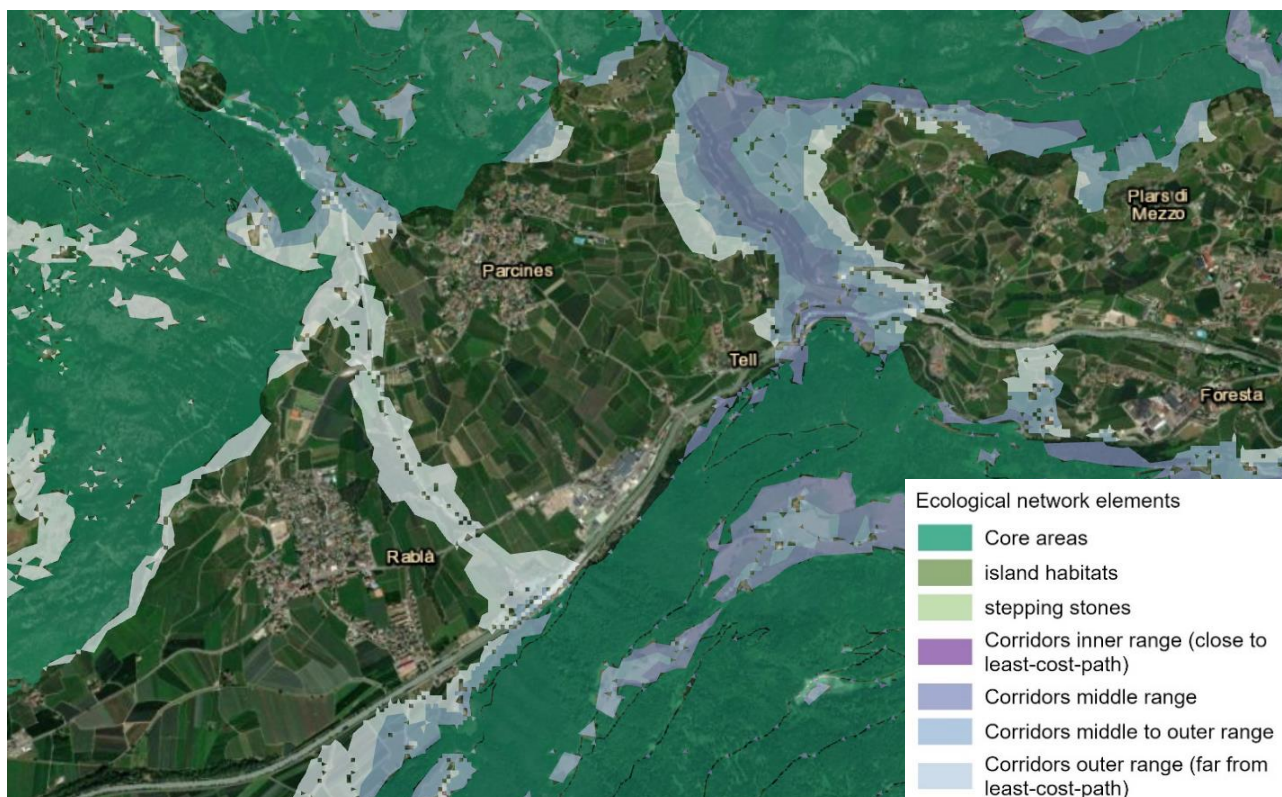 Plars di
Mezzo
Parcines
Tell
Foresta
Rablà
Ecological network elements
Core areas
island habitats
stepping stones
Corridors inner range (close to
least-cost-path)
Corridors middle range
Corridors middle to outer range
Corridors outer range (far from
least-cost-path)